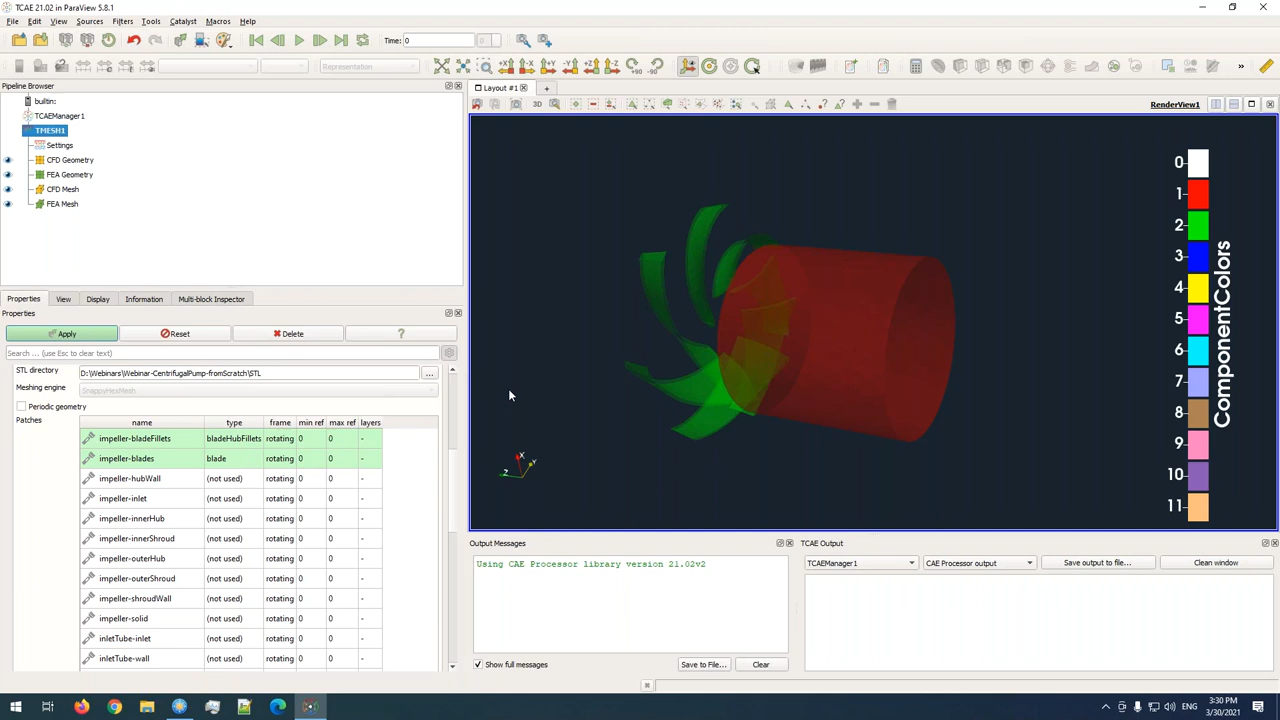 TCAE 21.02 in ParaView 5.8.1
File Edit View Sources Filters Tools Catalyst Macros Help
Time: 0
Representation
Pipeline Browser
Layout #1
builtin:
TCAEManager1
TMESH1
Settings
CFD Geometry
FEA Geometry
CFD Mesh
FEA Mesh
3D
RenderView1
Properties View Display Information Multi-block Inspector
Properties
Apply Reset Delete ?
Search ... (use Esc to clear text)
STL directory D:\Webinars\Webinar-CentrifugalPump-fromScratch\STL ...
Meshing engine SnappyHexMesh
Periodic geometry
Patches name type frame min ref max ref layers
impeller-bladeFillets bladeHubFillets rotating 0 0 -
impeller-blades blade rotating 0 0 -
impeller-hubWall (not used) rotating 0 0 -
impeller-inlet (not used) rotating 0 0 -
impeller-innerHub (not used) rotating 0 0 -
impeller-innerShroud (not used) rotating 0 0 -
impeller-outerHub (not used) rotating 0 0 -
impeller-outerShroud (not used) rotating 0 0 -
impeller-shroudWall (not used) rotating 0 0 -
impeller-solid (not used) rotating 0 0 -
inletTube-inlet (not used) rotating 0 0 -
inletTube-wall (not used) rotating 0 0 -
X
Y
Z
0
1
2
3
4
5
6
7
8
9
10
11
ComponentColors
Output Messages
Using CAE Processor library version 21.02v2
Show full messages Save to File... Clear
TCAE Output
TCAEManager1 CAE Processor output Save output to file... Clean window
ENG 3:30 PM
3/30/2021